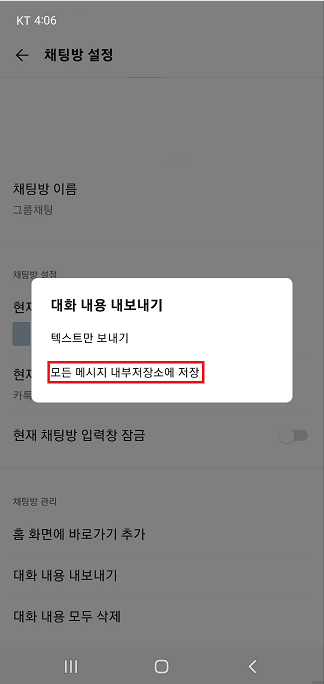 KT 4:06
채팅방 설정
채팅방 이름
그룹채팅
채팅방 설정
현재
대화 내용 내보내기
텍스트만 보내기
모든 메시지 내부저장소에 저장
현재
카톡
현재 채팅방 입력창 잠금
채팅방 관리
홈 화면에 바로가기 추가
대화 내용 내보내기
대화 내용 모두 삭제